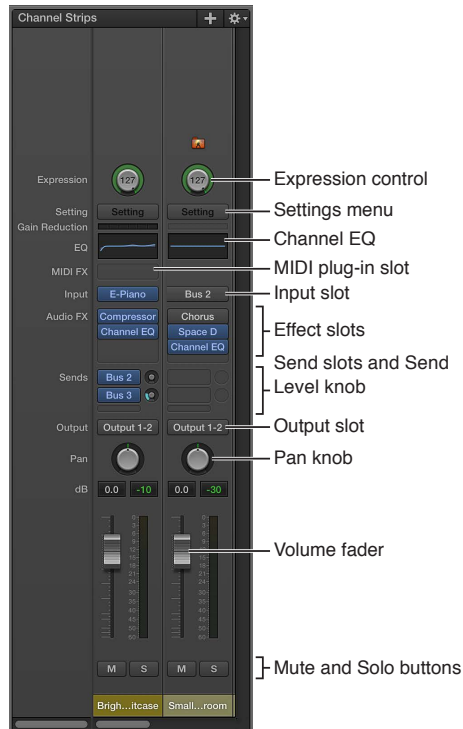 Channel Strips
127 127
Expression
Expression control
Setting Setting Setting
Settings menu
Gain Reduction
EQ
Channel EQ
MIDI FX
MIDI plug-in slot
Input E-Piano Bus 2
Input slot
Audio FX Compressor Chorus
Channel EQ Space D
Channel EQ
Effect slots
Sends Bus 2
Bus 3
Send slots and Send
Level knob
Output Output 1-2 Output 1-2
Output slot
Pan
Pan knob
dB 0.0 -10 0.0 -30
Volume fader
M S M S
Mute and Solo buttons
Brigh...itcase Small...room